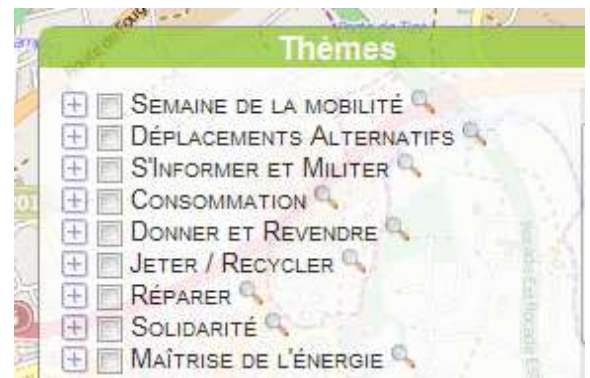 Thèmes
SEMAINE DE LA MOBILITÉ
DÉPLACEMENTS ALTERNATIFS
S'INFORMER ET MILITER
CONSOMMATION
DONNER ET REVENDRE
JETER / RECYCLER
RÉPARER
SOLIDARITÉ
MAÎTRISE DE L'ÉNERGIE